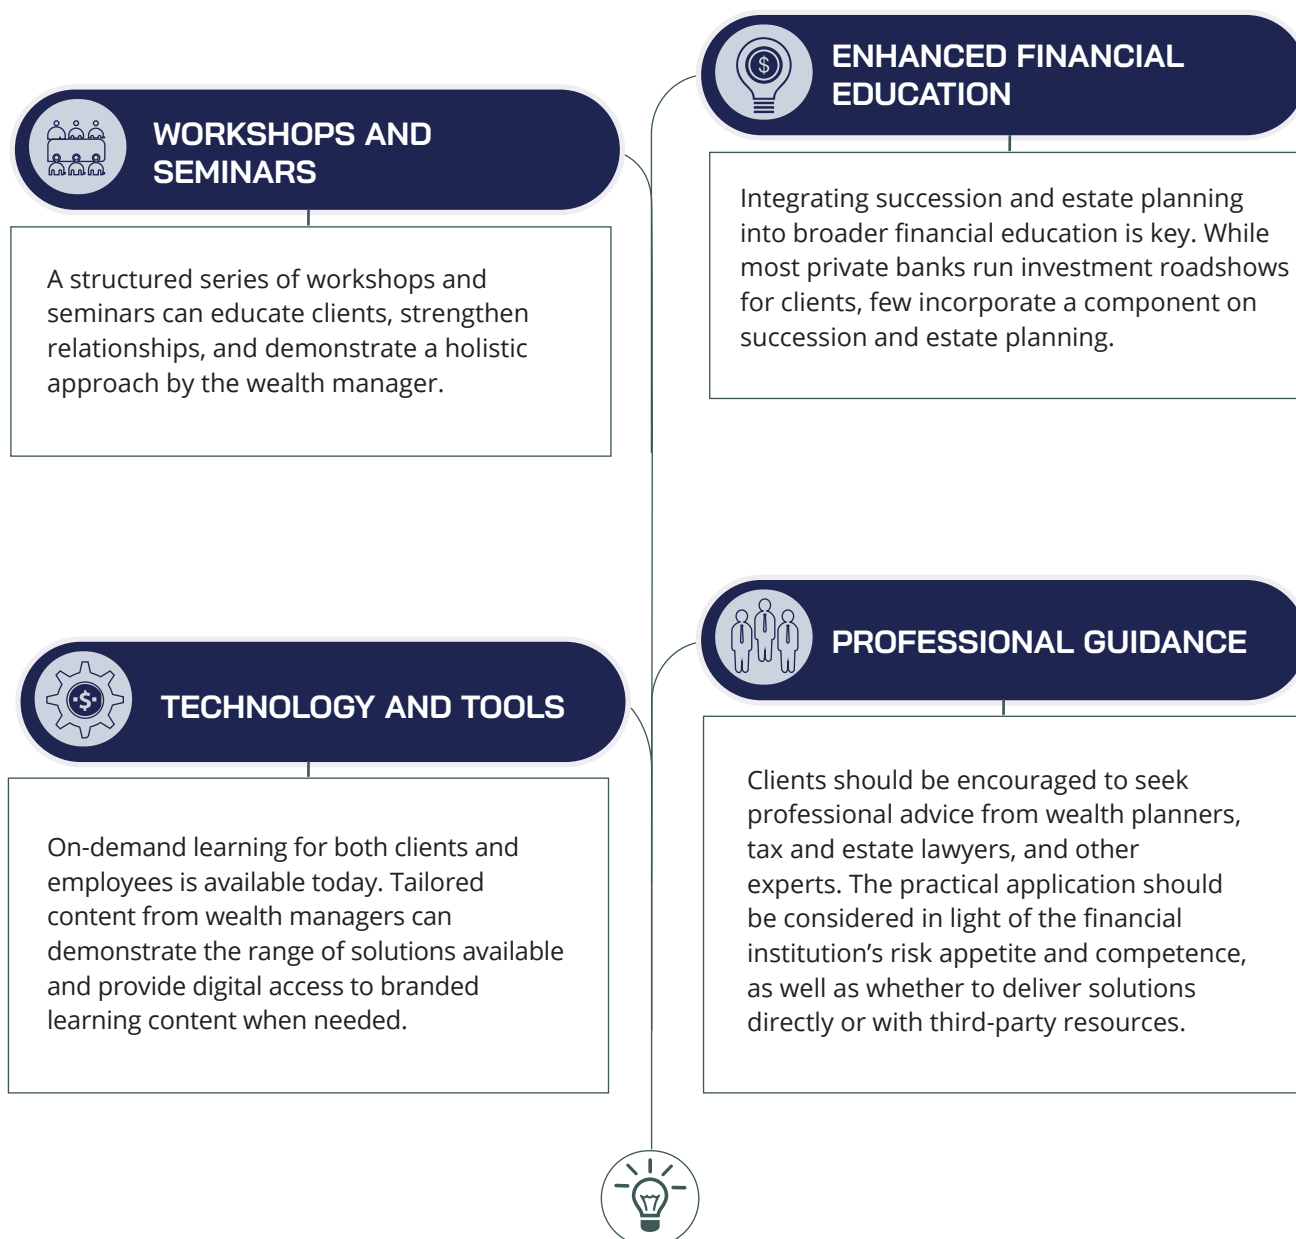 ENHANCED FINANCIAL
EDUCATION
Integrating succession and estate planning
into broader financial education is key. While
most private banks run investment roadshows
for clients, few incorporate a component on
succession and estate planning.
WORKSHOPS AND
SEMINARS
A structured series of workshops and
seminars can educate clients, strengthen
relationships, and demonstrate a holistic
approach by the wealth manager.
PROFESSIONAL GUIDANCE
Clients should be encouraged to seek
professional advice from wealth planners,
tax and estate lawyers, and other
experts. The practical application should
be considered in light of the financial
institution’s risk appetite and competence,
as well as whether to deliver solutions
directly or with third-party resources.
TECHNOLOGY AND TOOLS
On-demand learning for both clients and
employees is available today. Tailored
content from wealth managers can
demonstrate the range of solutions available
and provide digital access to branded
learning content when needed.